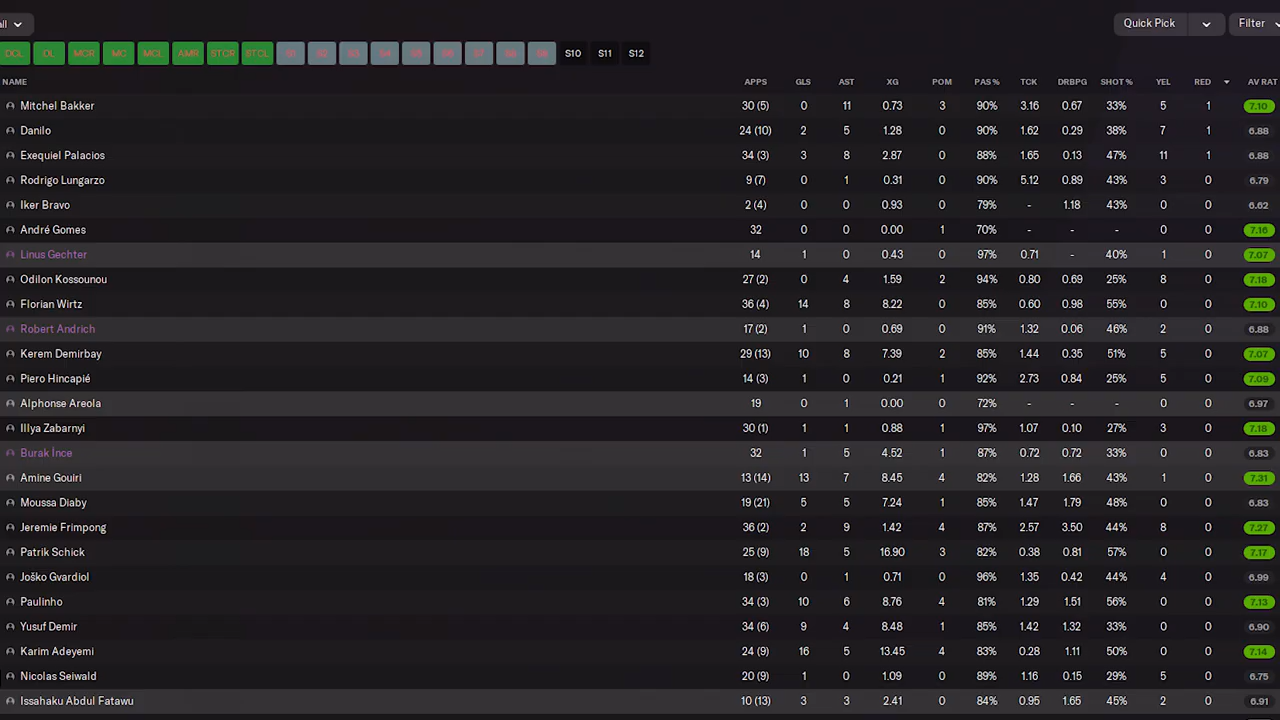 all Quick Pick Filter
DCL DL MCR MC MCL AMR STCR STCL S1 S2 S3 S4 S5 S6 S7 S8 S9 S10 S11 S12
NAME APPS GLS AST XG POM PAS % TCK DRBPG SHOT % YEL RED AV RAT
Mitchel Bakker 30 (5) 0 11 0.73 3 90% 3.16 0.67 33% 5 1 7.10
Danilo 24 (10) 2 5 1.28 0 90% 1.62 0.29 38% 7 1 6.88
Exequiel Palacios 34 (3) 3 8 2.87 0 88% 1.65 0.13 47% 11 1 6.88
Rodrigo Lungarzo 9 (7) 0 1 0.31 0 90% 5.12 0.89 43% 3 0 6.79
Iker Bravo 2 (4) 0 0 0.93 0 79% - 1.18 43% 0 0 6.62
André Gomes 32 0 0 0.00 1 70% - - - 0 0 7.16
Linus Gechter 14 1 0 0.43 0 97% 0.71 - 40% 1 0 7.07
Odilon Kossounou 27 (2) 0 4 1.59 2 94% 0.80 0.69 25% 8 0 7.18
Florian Wirtz 36 (4) 14 8 8.22 0 85% 0.60 0.98 55% 0 0 7.10
Robert Andrich 17 (2) 1 0 0.69 0 91% 1.32 0.06 46% 2 0 6.88
Kerem Demirbay 29 (13) 10 8 7.39 2 85% 1.44 0.35 51% 5 0 7.07
Piero Hincapié 14 (3) 1 0 0.21 1 92% 2.73 0.84 25% 5 0 7.09
Alphonse Areola 19 0 1 0.00 0 72% - - - 0 0 6.97
Illya Zabarnyi 30 (1) 1 1 0.88 0 97% 1.07 0.10 27% 3 0 7.18
Burak İnce 32 1 5 4.52 1 87% 0.72 0.72 33% 0 0 6.83
Amine Gouiri 13 (14) 13 7 8.45 4 82% 1.28 1.66 43% 1 0 7.31
Moussa Diaby 19 (21) 5 5 7.24 1 85% 1.47 1.79 48% 0 0 6.83
Jeremie Frimpong 36 (2) 2 9 1.42 4 87% 2.57 3.50 44% 8 0 7.27
Patrik Schick 25 (9) 18 5 16.90 3 82% 0.38 0.81 57% 0 0 7.17
Joško Gvardiol 18 (3) 0 1 0.71 0 96% 1.35 0.42 44% 4 0 6.99
Paulinho 34 (3) 10 6 8.76 4 81% 1.29 1.51 56% 0 0 7.13
Yusuf Demir 34 (6) 9 4 8.48 1 85% 1.42 1.32 33% 0 0 6.90
Karim Adeyemi 24 (9) 16 5 13.45 4 83% 0.28 1.11 50% 0 0 7.14
Nicolas Seiwald 20 (9) 1 0 1.09 0 89% 1.16 0.15 29% 5 0 6.75
Issahaku Abdul Fatawu 10 (13) 3 3 2.41 0 84% 0.95 1.65 45% 2 0 6.91